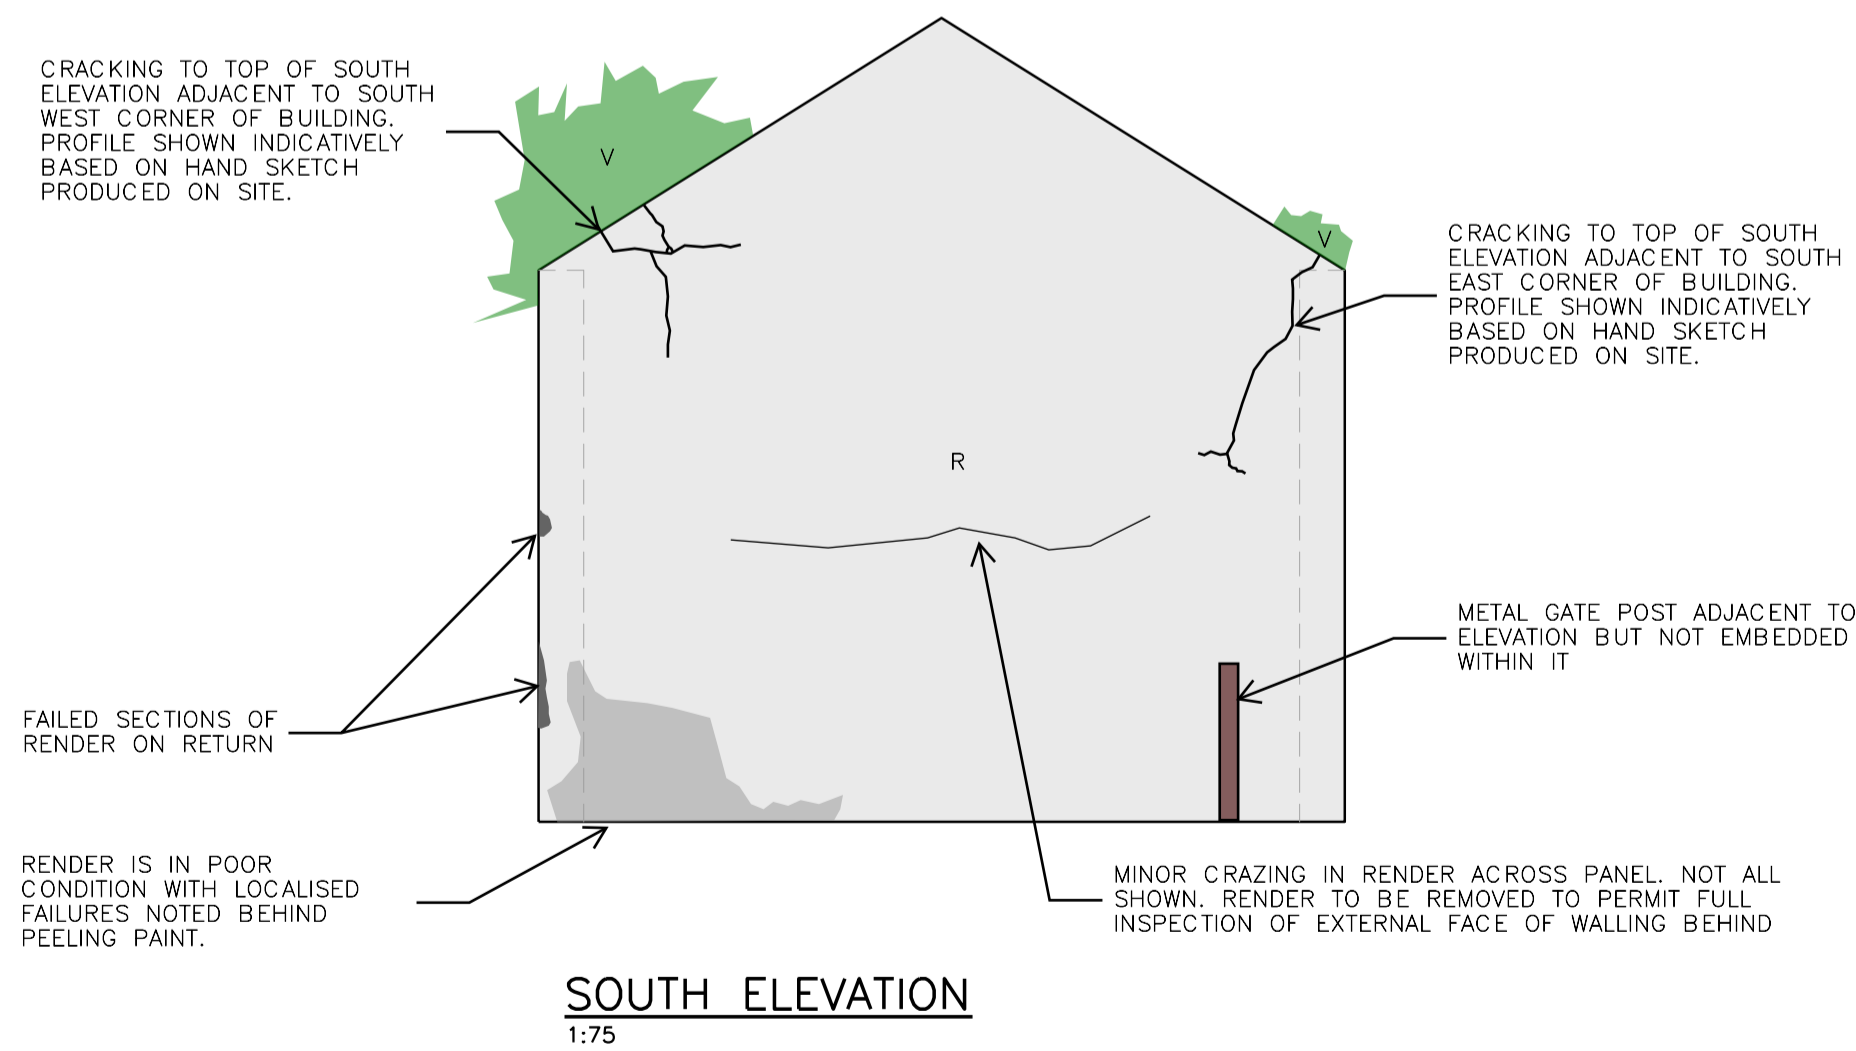 CRACKING TO TOP OF SOUTH
ELEVATION ADJACENT TO SOUTH
WEST CORNER OF BUILDING.
PROFILE SHOWN INDICATIVELY
BASED ON HAND SKETCH
PRODUCED ON SITE.
V
V
CRACKING TO TOP OF SOUTH
ELEVATION ADJACENT TO SOUTH
EAST CORNER OF BUILDING.
PROFILE SHOWN INDICATIVELY
BASED ON HAND SKETCH
PRODUCED ON SITE.
R
METAL GATE POST ADJACENT TO
ELEVATION BUT NOT EMBEDDED
WITHIN IT
FAILED SECTIONS OF
RENDER ON RETURN
RENDER IS IN POOR
CONDITION WITH LOCALISED
FAILURES NOTED BEHIND
PEELING PAINT.
MINOR CRAZING IN RENDER ACROSS PANEL. NOT ALL
SHOWN. RENDER TO BE REMOVED TO PERMIT FULL
INSPECTION OF EXTERNAL FACE OF WALLING BEHIND
SOUTH ELEVATION
1:75